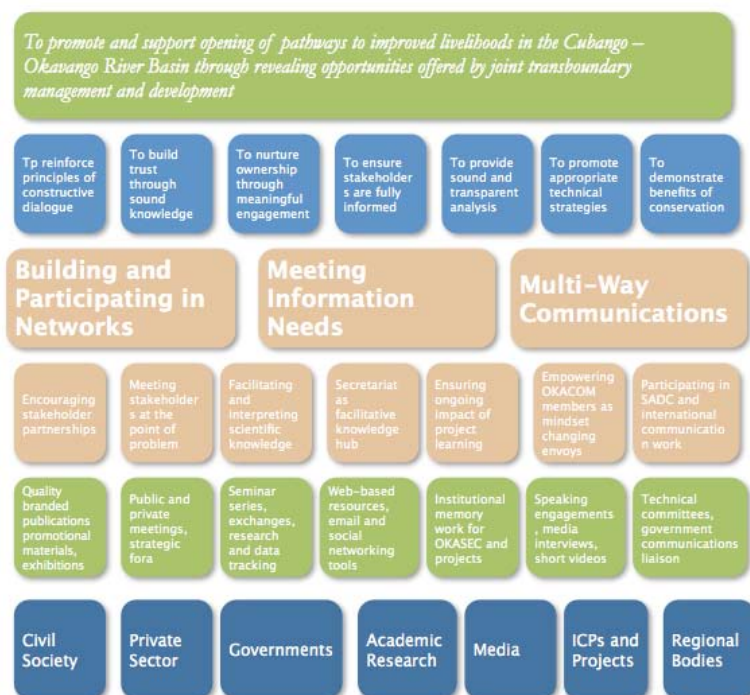 To promote and support opening of pathways to improved livelihoods in the Cubango –
Okavango River Basin through revealing opportunities offered by joint transboundary
management and development
Tp reinforce
principles of
constructive
dialogue
To build
trust
through
sound
knowledge
To nurture
ownership
through
meaningful
engagement
To ensure
stakeholder
s are fully
informed
To provide
sound and
transparent
analysis
To promote
appropriate
technical
strategies
To
demonstrate
benefits of
conservation
Building and
Participating in
Networks
Meeting
Information
Needs
Multi-Way
Communications
Encouraging
stakeholder
partnerships
Meeting
stakeholder
s at the
point of
problem
Facilitating
and
interpreting
scientific
knowledge
Secretariat
as
facilitative
knowledge
hub
Ensuring
ongoing
impact of
project
learning
Empowering
OKACOM
members as
mindset
changing
envoys
Participating in
SADC and
international
communicatio
n work
Quality
branded
publications
promotional
materials,
exhibitions
Public and
private
meetings,
strategic
fora
Seminar
series,
exchanges,
research
and data
tracking
Web-based
resources,
email and
social
networking
tools
Institutional
memory
work for
OKASEC and
projects
Speaking
engagements
, media
interviews,
short videos
Technical
committees,
government
communications
liaison
Civil
Society
Private
Sector
Governments
Academic
Research
Media
ICPs and
Projects
Regional
Bodies